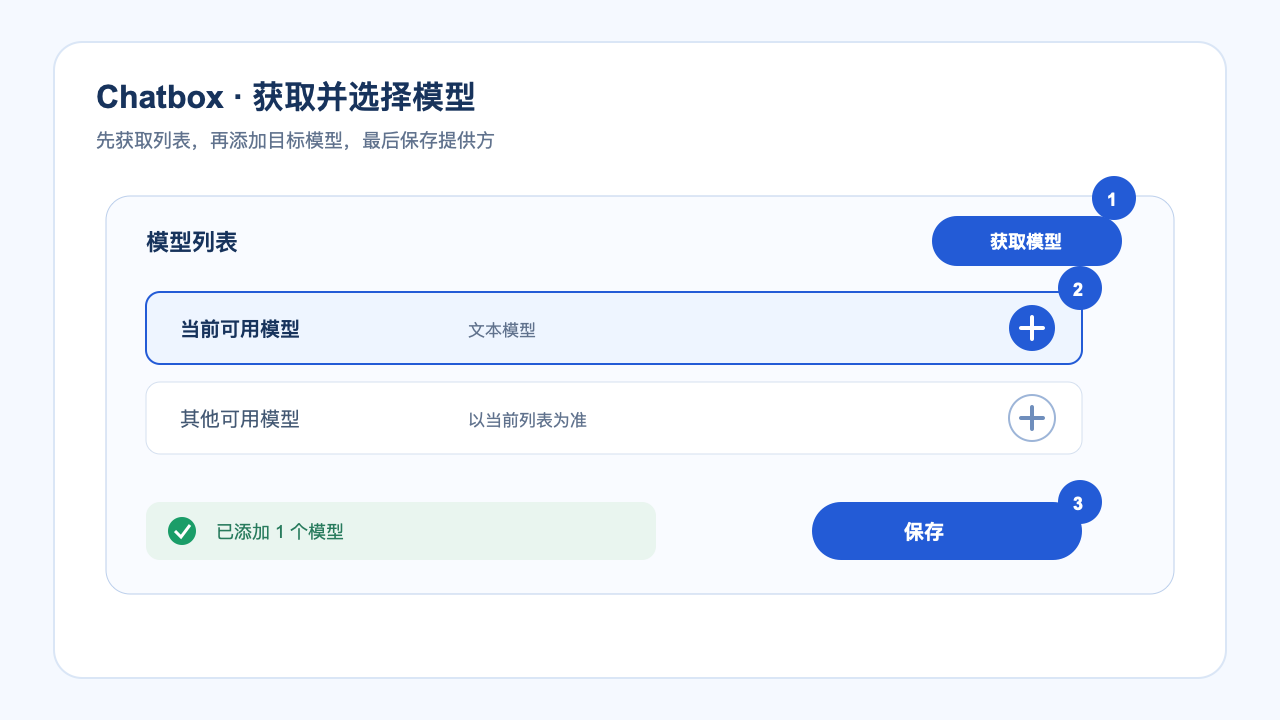 Chatbox · 获取并选择模型
先获取列表，再添加目标模型，最后保存提供方
1
模型列表
获取模型
2
当前可用模型
文本模型
其他可用模型
以当前列表为准
3
已添加 1 个模型
保存